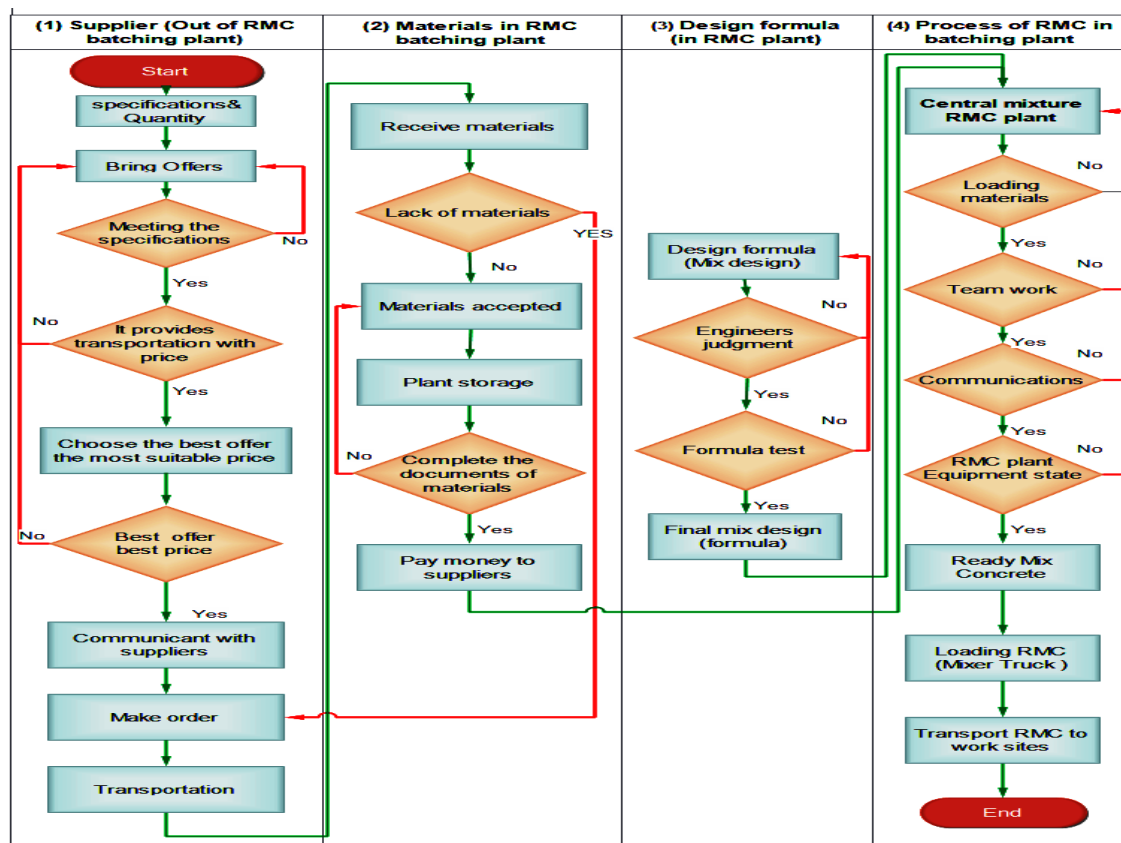 (1) Supplier (Out of RMC
batching plant)
Start
specifications&
Quantity
Bring Offers
Meeting the
specifications
No
Yes
No
It provides
transportation with
price
Yes
Choose the best offer
the most suitable price
No
Best offer
best price
Yes
Communicant with
suppliers
Make order
Transportation
(2) Materials in RMC
batching plant
Receive materials
Lack of materials
YES
No
Materials accepted
Plant storage
No
Complete the
documents of
materials
Yes
Pay money to
suppliers
(3) Design formula
(in RMC plant)
Design formula
(Mix design)
No
Engineers
judgment
Yes
No
Formula test
Yes
Final mix design
(formula)
(4) Process of RMC in
batching plant
Central mixture
RMC plant
No
Loading
materials
Yes
No
Team work
Yes
No
Communications
Yes
No
RMC plant
Equipment state
Yes
Ready Mix
Concrete
Loading RMC
(Mixer Truck )
Transport RMC to
work sites
End